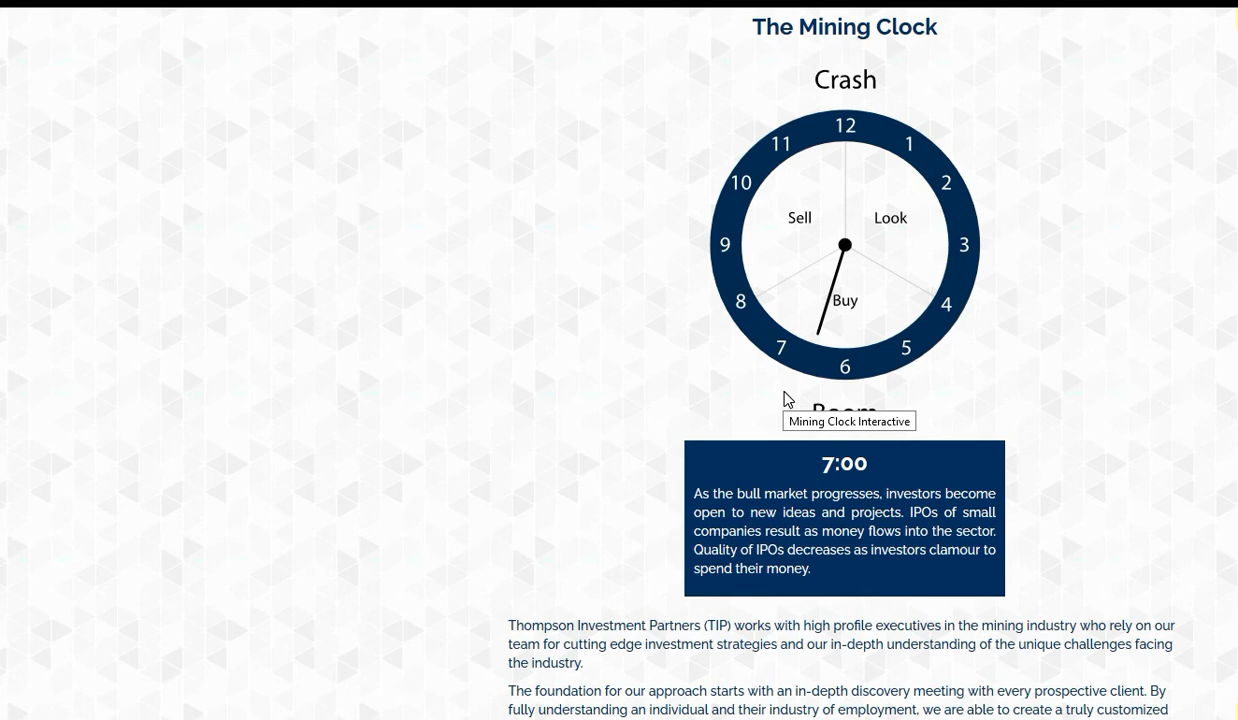 The Mining Clock
Crash
12
11
1
10
2
Sell
Look
9
3
Buy
8
4
7
5
6
Boom
Mining Clock Interactive
7:00
As the bull market progresses, investors become
open to new ideas and projects. IPOs of small
companies result as money flows into the sector.
Quality of IPOs decreases as investors clamour to
spend their money.
Thompson Investment Partners (TIP) works with high profile executives in the mining industry who rely on our
team for cutting edge investment strategies and our in-depth understanding of the unique challenges facing
the industry.
The foundation for our approach starts with an in-depth discovery meeting with every prospective client. By
fully understanding an individual and their industry of employment, we are able to create a truly customized